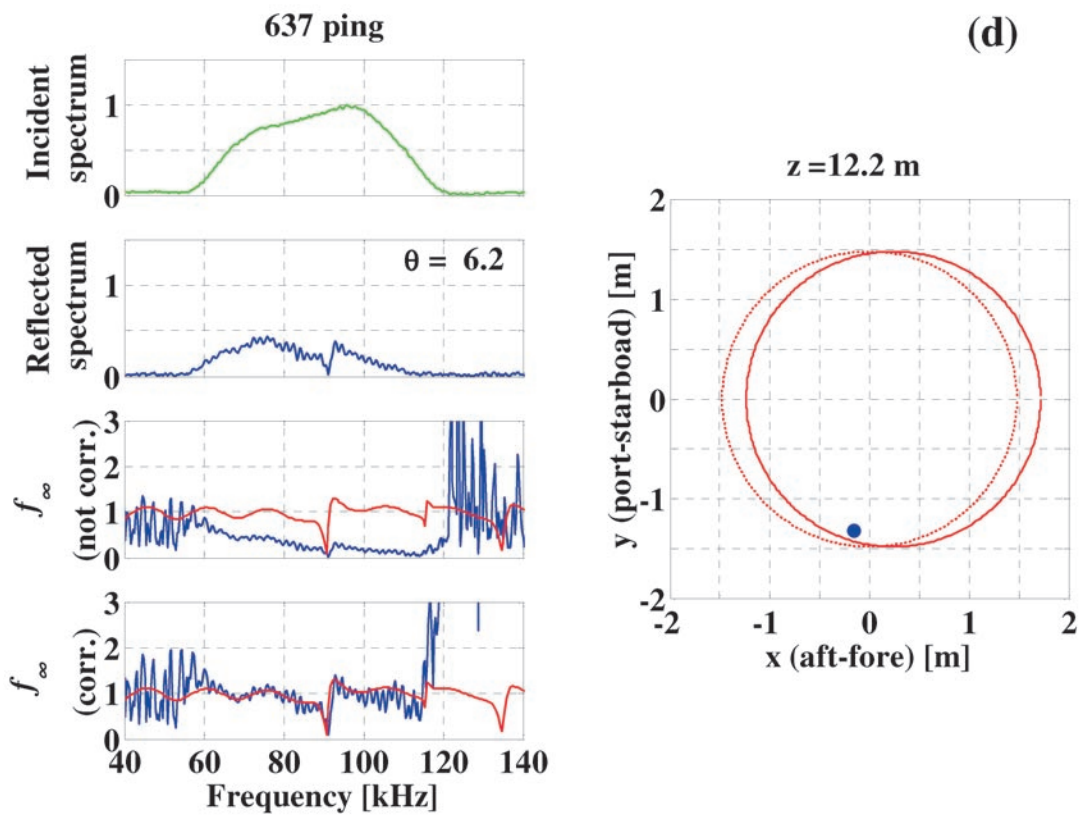 637 ping
(d)
Incident
spectrum
1
0
Reflected
spectrum
1
0
θ = 6.2
f∞
(not corr.)
3
2
1
0
f∞
(corr.)
3
2
1
0
40 60 80 100 120 140
Frequency [kHz]
z =12.2 m
y (port-starboad) [m]
2
1
0
-1
-2
-2 -1 0 1 2
x (aft-fore) [m]